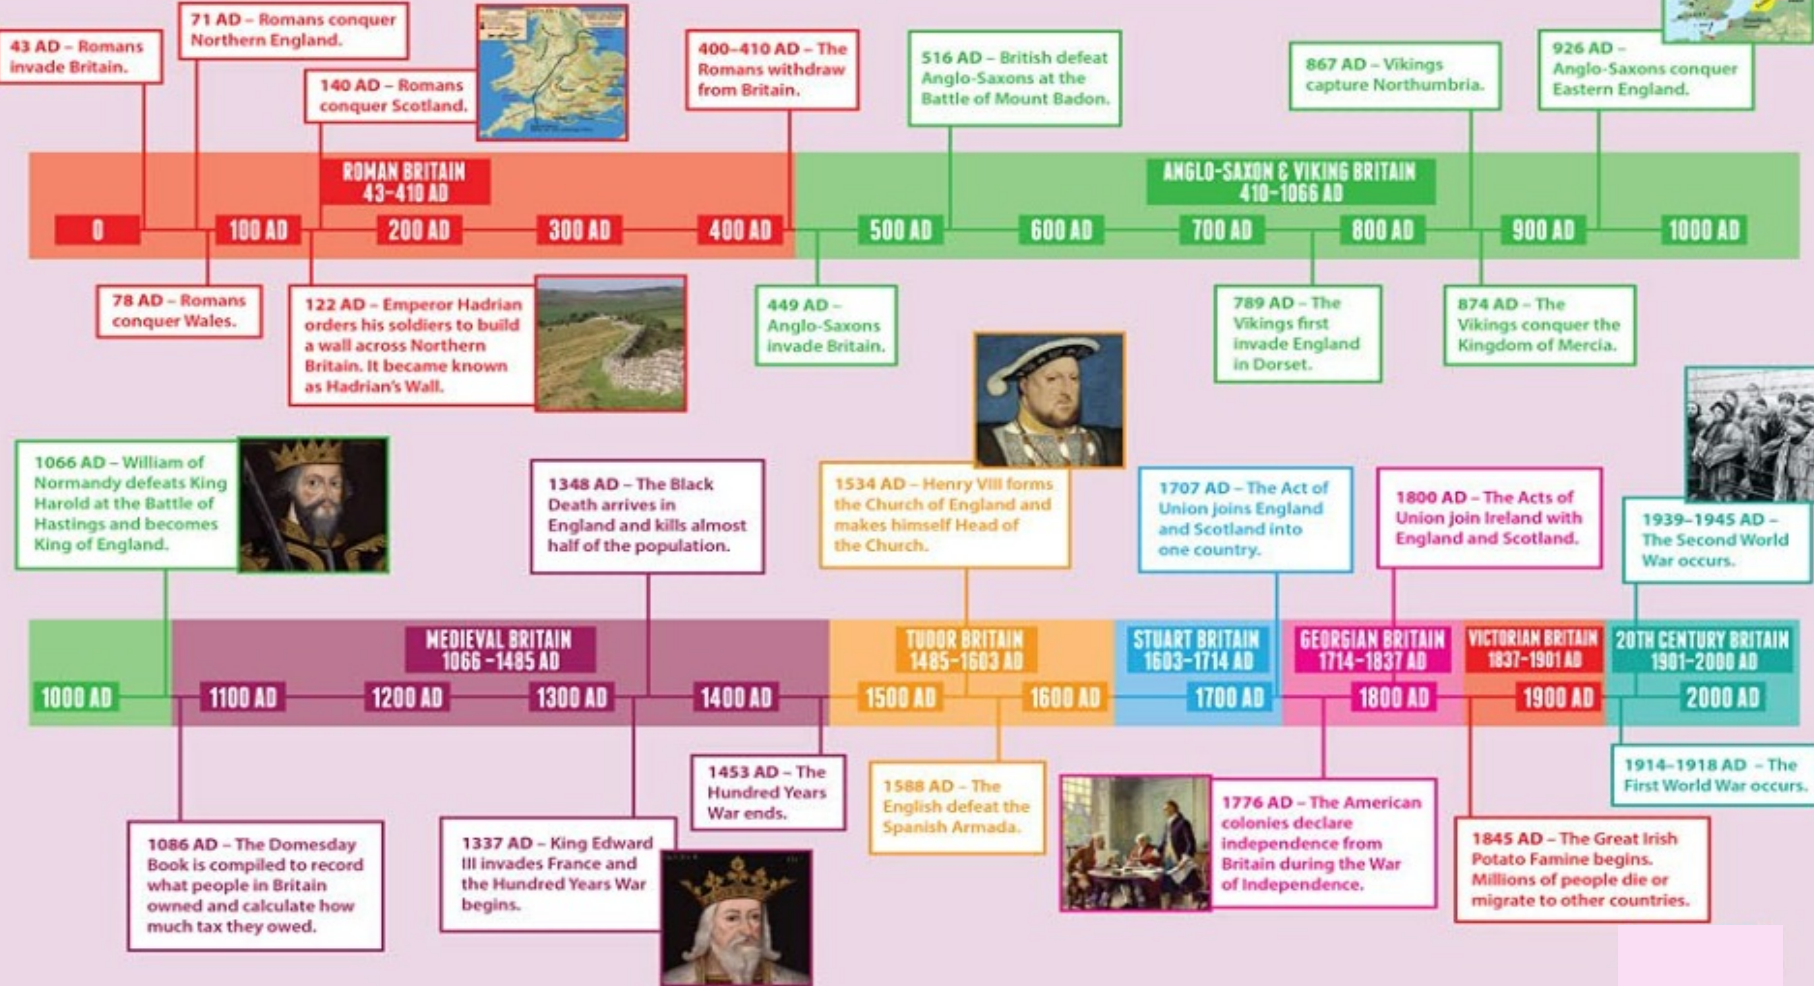 43 AD – Romans
invade Britain.
71 AD – Romans conquer
Northern England.
140 AD – Romans
conquer Scotland.
400–410 AD – The
Romans withdraw
from Britain.
516 AD – British defeat
Anglo-Saxons at the
Battle of Mount Badon.
867 AD – Vikings
capture Northumbria.
926 AD –
Anglo-Saxons conquer
Eastern England.
ROMAN BRITAIN
43–410 AD
ANGLO-SAXON & VIKING BRITAIN
410–1066 AD
0
100 AD
200 AD
300 AD
400 AD
500 AD
600 AD
700 AD
800 AD
900 AD
1000 AD
78 AD – Romans
conquer Wales.
122 AD – Emperor Hadrian
orders his soldiers to build
a wall across Northern
Britain. It became known
as Hadrian's Wall.
449 AD –
Anglo-Saxons
invade Britain.
789 AD – The
Vikings first
invade England
in Dorset.
874 AD – The
Vikings conquer the
Kingdom of Mercia.
1066 AD – William of
Normandy defeats King
Harold at the Battle of
Hastings and becomes
King of England.
1348 AD – The Black
Death arrives in
England and kills almost
half of the population.
1534 AD – Henry VIII forms
the Church of England and
makes himself Head of
the Church.
1707 AD – The Act of
Union joins England
and Scotland into
one country.
1800 AD – The Acts of
Union join Ireland with
England and Scotland.
1939–1945 AD –
The Second World
War occurs.
MEDIEVAL BRITAIN
1066 –1485 AD
TUDOR BRITAIN
1485–1603 AD
STUART BRITAIN
1603–1714 AD
GEORGIAN BRITAIN
1714–1837 AD
VICTORIAN BRITAIN
1837–1901 AD
20TH CENTURY BRITAIN
1901–2000 AD
1000 AD
1100 AD
1200 AD
1300 AD
1400 AD
1500 AD
1600 AD
1700 AD
1800 AD
1900 AD
2000 AD
1086 AD – The Domesday
Book is compiled to record
what people in Britain
owned and calculate how
much tax they owed.
1337 AD – King Edward
III invades France and
the Hundred Years War
begins.
1453 AD – The
Hundred Years
War ends.
1588 AD – The
English defeat the
Spanish Armada.
1776 AD – The American
colonies declare
independence from
Britain during the War
of Independence.
1845 AD – The Great Irish
Potato Famine begins.
Millions of people die or
migrate to other countries.
1914–1918 AD – The
First World War occurs.